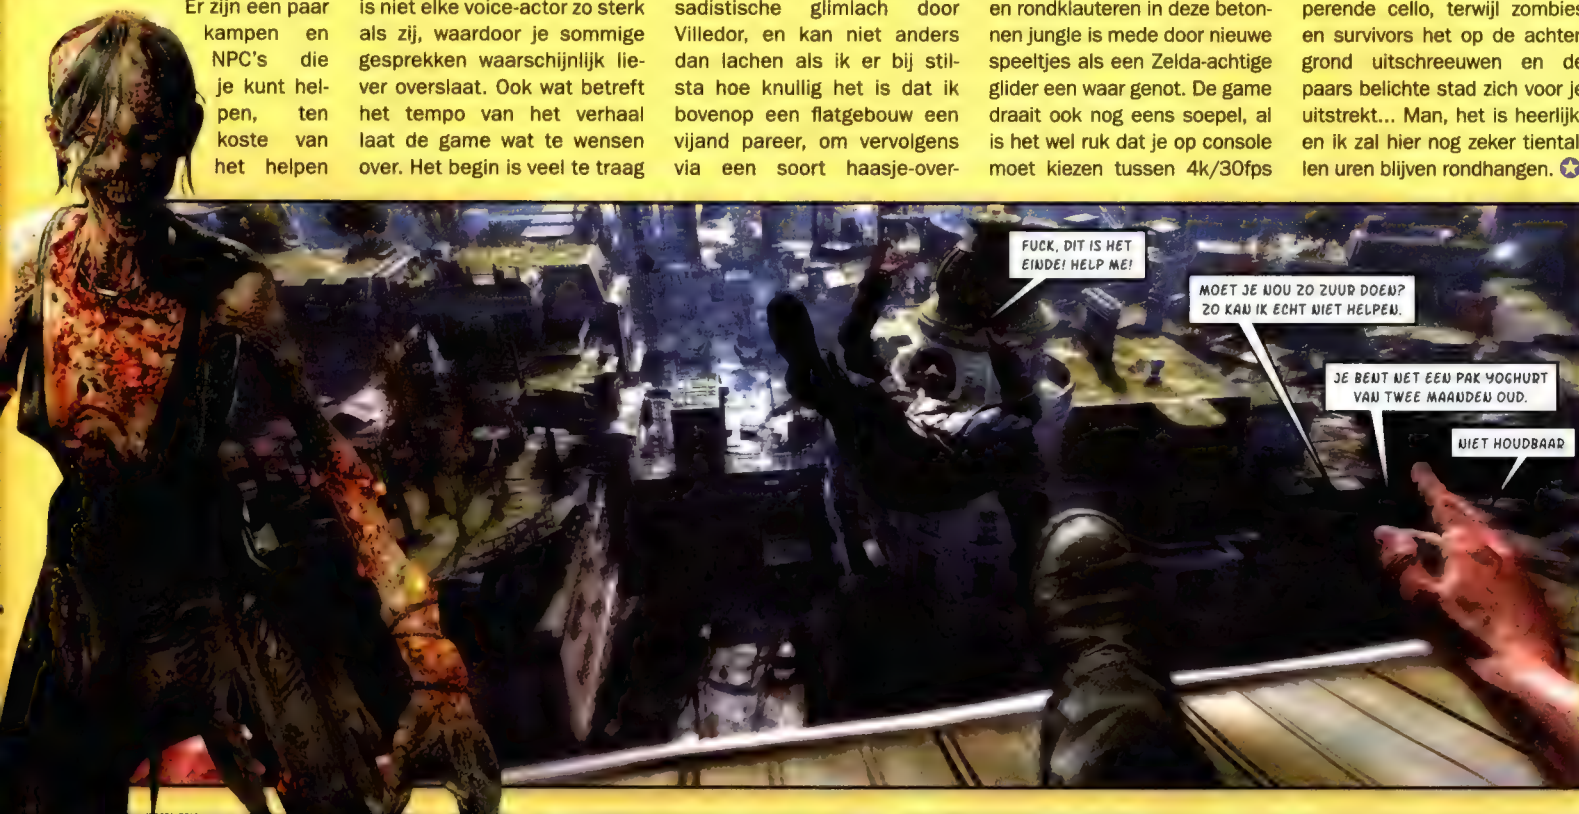 Er zijn een paar
kampen en
NPC's die
je kunt hel-
pen, ten
koste van
het helpen
is niet elke voice-actor zo sterk
als zij, waardoor je sommige
gesprekken waarschijnlijk lie-
ver overslaat. Ook wat betreft
het tempo van het verhaal
laat de game wat te wensen
over. Het begin is veel te traag
sadistische glimlach door
Villedor, en kan niet anders
dan lachen als ik er bij stil-
sta hoe knullig het is dat ik
bovenop een flatgebouw een
vijand pareer, om vervolgens
via een soort haasje-over-
en rondklauteren in deze beton-
nen jungle is mede door nieuwe
speeltjes als een Zelda-achtige
glider een waar genot. De game
draait ook nog eens soepel, al
is het wel ruk dat je op console
moet kiezen tussen 4k/30fps
perende cello, terwijl zombies
en survivors het op de achter
grond uitschreeuwen en de
paars belichte stad zich voor je
uitstrekt... Man, het is heerlijk
en ik zal hier nog zeker tiental
len uren blijven rondhangen.
FUCK, DIT IS HET
EINDE! HELP ME!
MOET JE NOU ZO ZUUR DOEN?
ZO KAN IK ECHT NIET HELPEN.
JE BENT NET EEN PAK YOGHURT
VAN TWEE MAANDEN OUD.
NIET HOUDBAAR